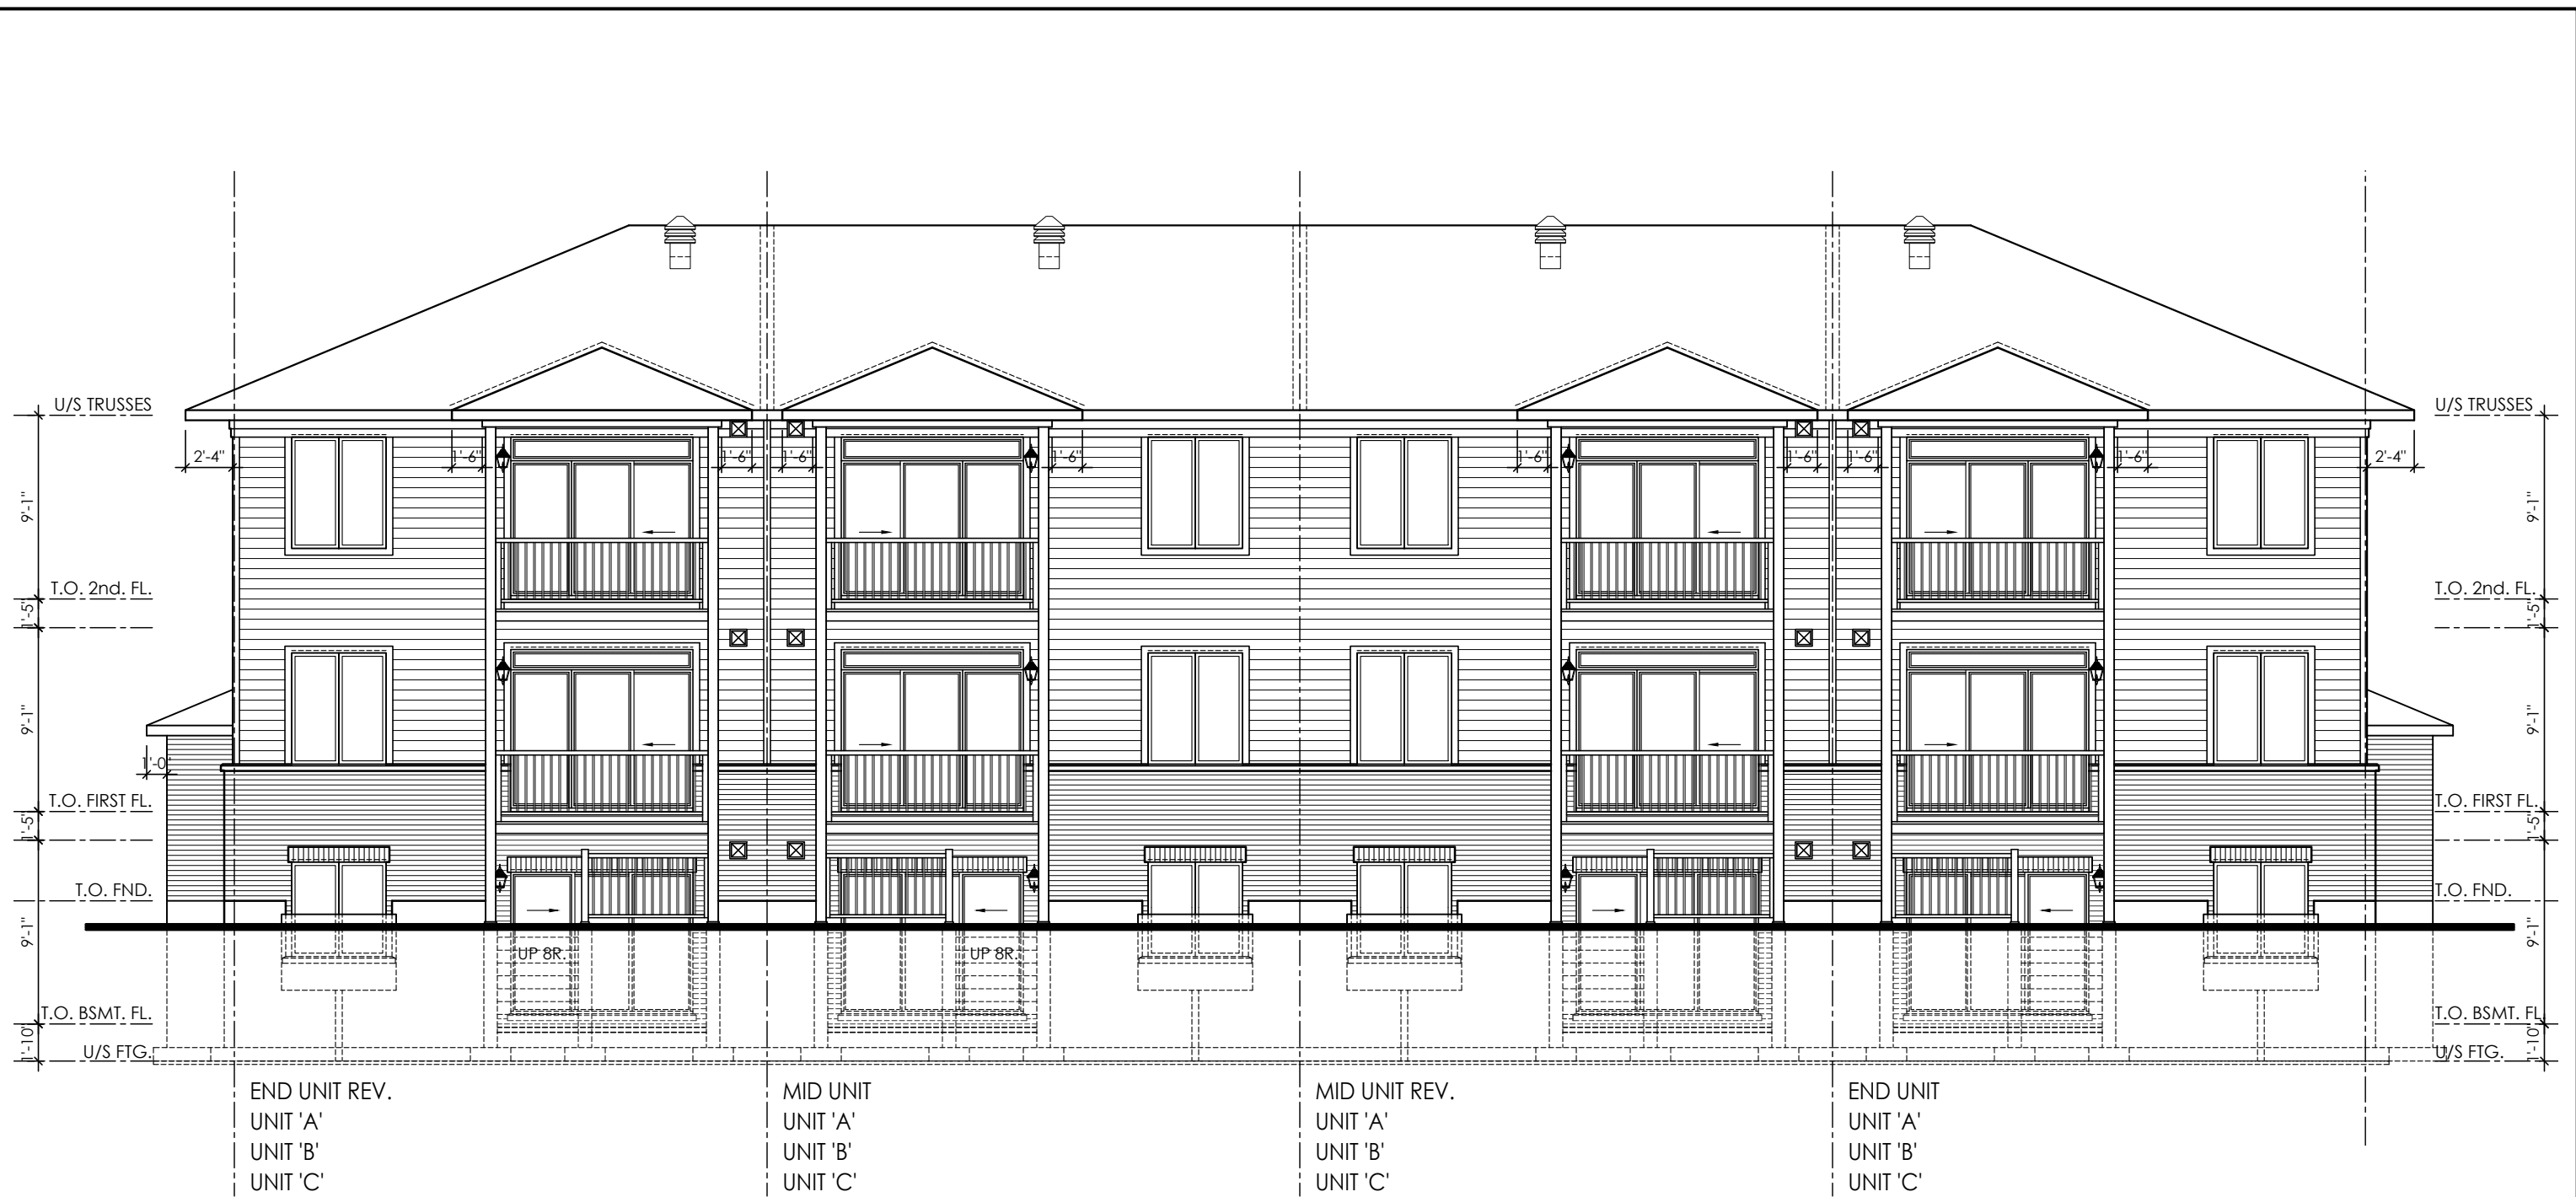 U/S TRUSSES
U/S TRUSSES
2'-4"
1'-6"
1'-6"
1'-6"
1'-6"
1'-6"
1'-6"
1'-6"
1'-6"
2'-4"
9'-1"
9'-1"
T.O. 2nd. FL.
T.O. 2nd. FL.
1'-5"
1'-5"
9'-1"
9'-1"
1'-0"
T.O. FIRST FL.
T.O. FIRST FL.
1'-5"
1'-5"
T.O. FND.
T.O. FND.
9'-1"
9'-1"
UP 8R.
UP 8R.
T.O. BSMT. FL.
T.O. BSMT. FL.
1'-10"
1'-10"
U/S FTG.
U/S FTG.
END UNIT REV.
UNIT 'A'
UNIT 'B'
UNIT 'C'
MID UNIT
UNIT 'A'
UNIT 'B'
UNIT 'C'
MID UNIT REV.
UNIT 'A'
UNIT 'B'
UNIT 'C'
END UNIT
UNIT 'A'
UNIT 'B'
UNIT 'C'